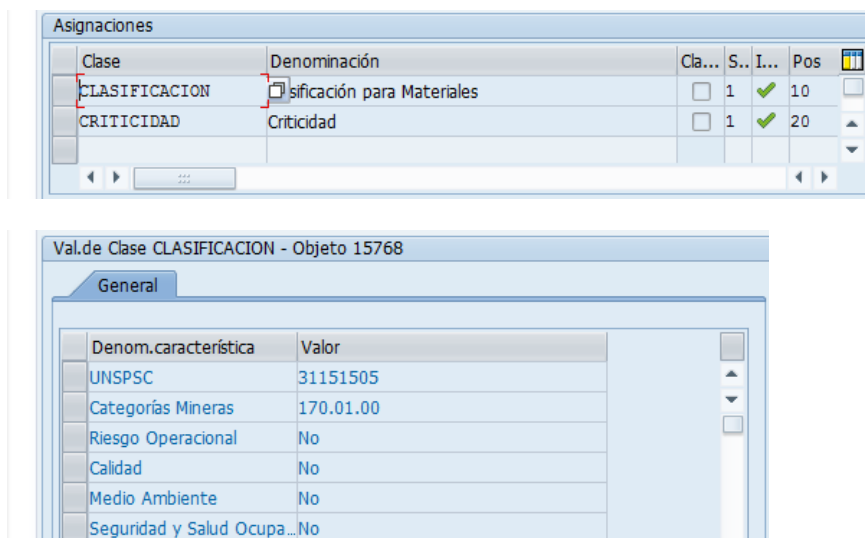 Asignaciones
Clase Denominación Cla... S.. I... Pos
CLASIFICACION sificación para Materiales 1 10
CRITICIDAD Criticidad 1 20
Val.de Clase CLASIFICACION - Objeto 15768
General
Denom.característica Valor
UNSPSC 31151505
Categorías Mineras 170.01.00
Riesgo Operacional No
Calidad No
Medio Ambiente No
Seguridad y Salud Ocupa... No